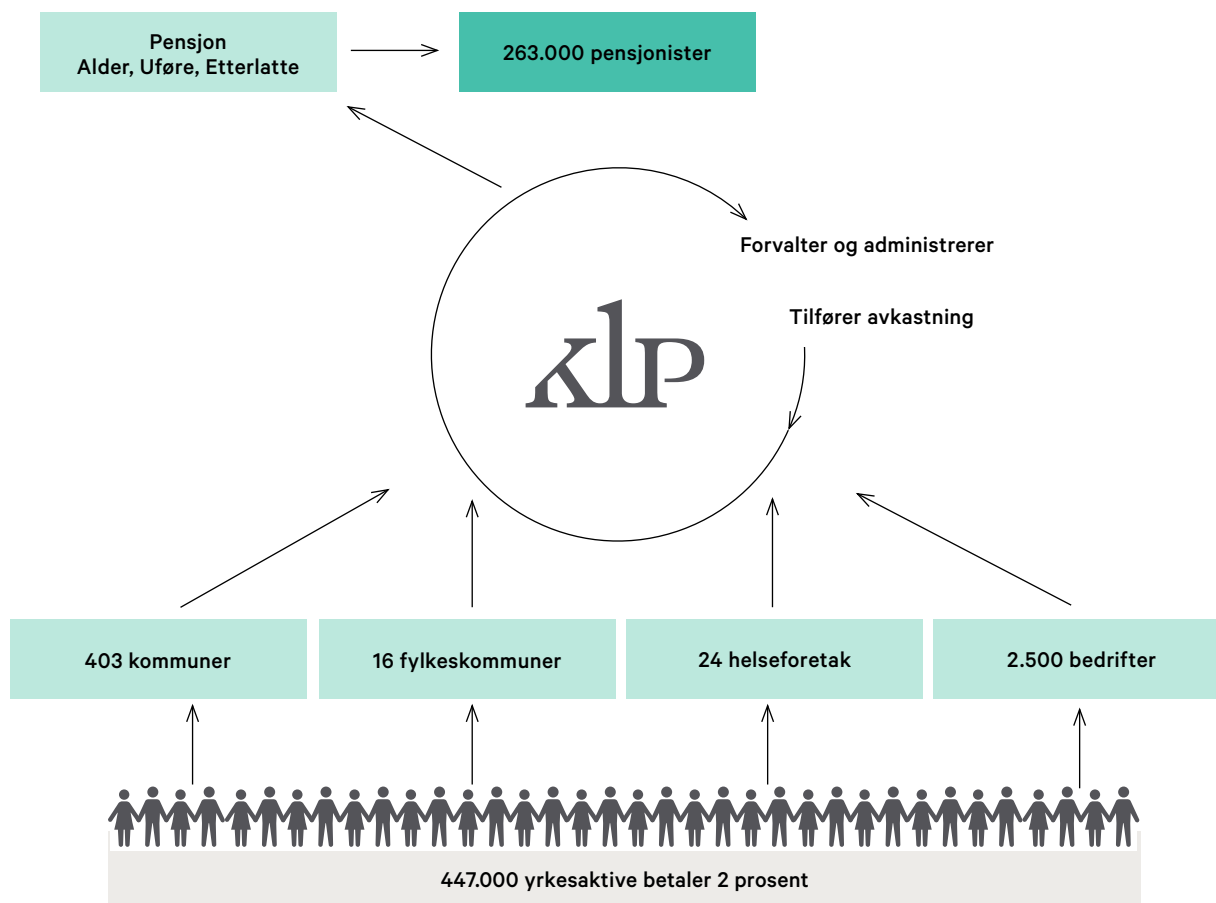 Pensjon
Alder, Uføre, Etterlatte
263.000 pensjonister
Forvalter og administrerer
Tilfører avkastning
KLP
403 kommuner
16 fylkeskommuner
24 helseforetak
2.500 bedrifter
447.000 yrkesaktive betaler 2 prosent